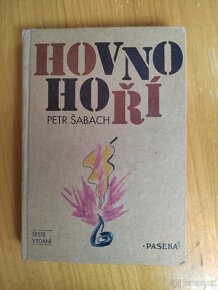 HOVNO
HOŘÍ
PETR ŠABACH
ŠESTÉ
VYDÁNÍ
·PASEKA·